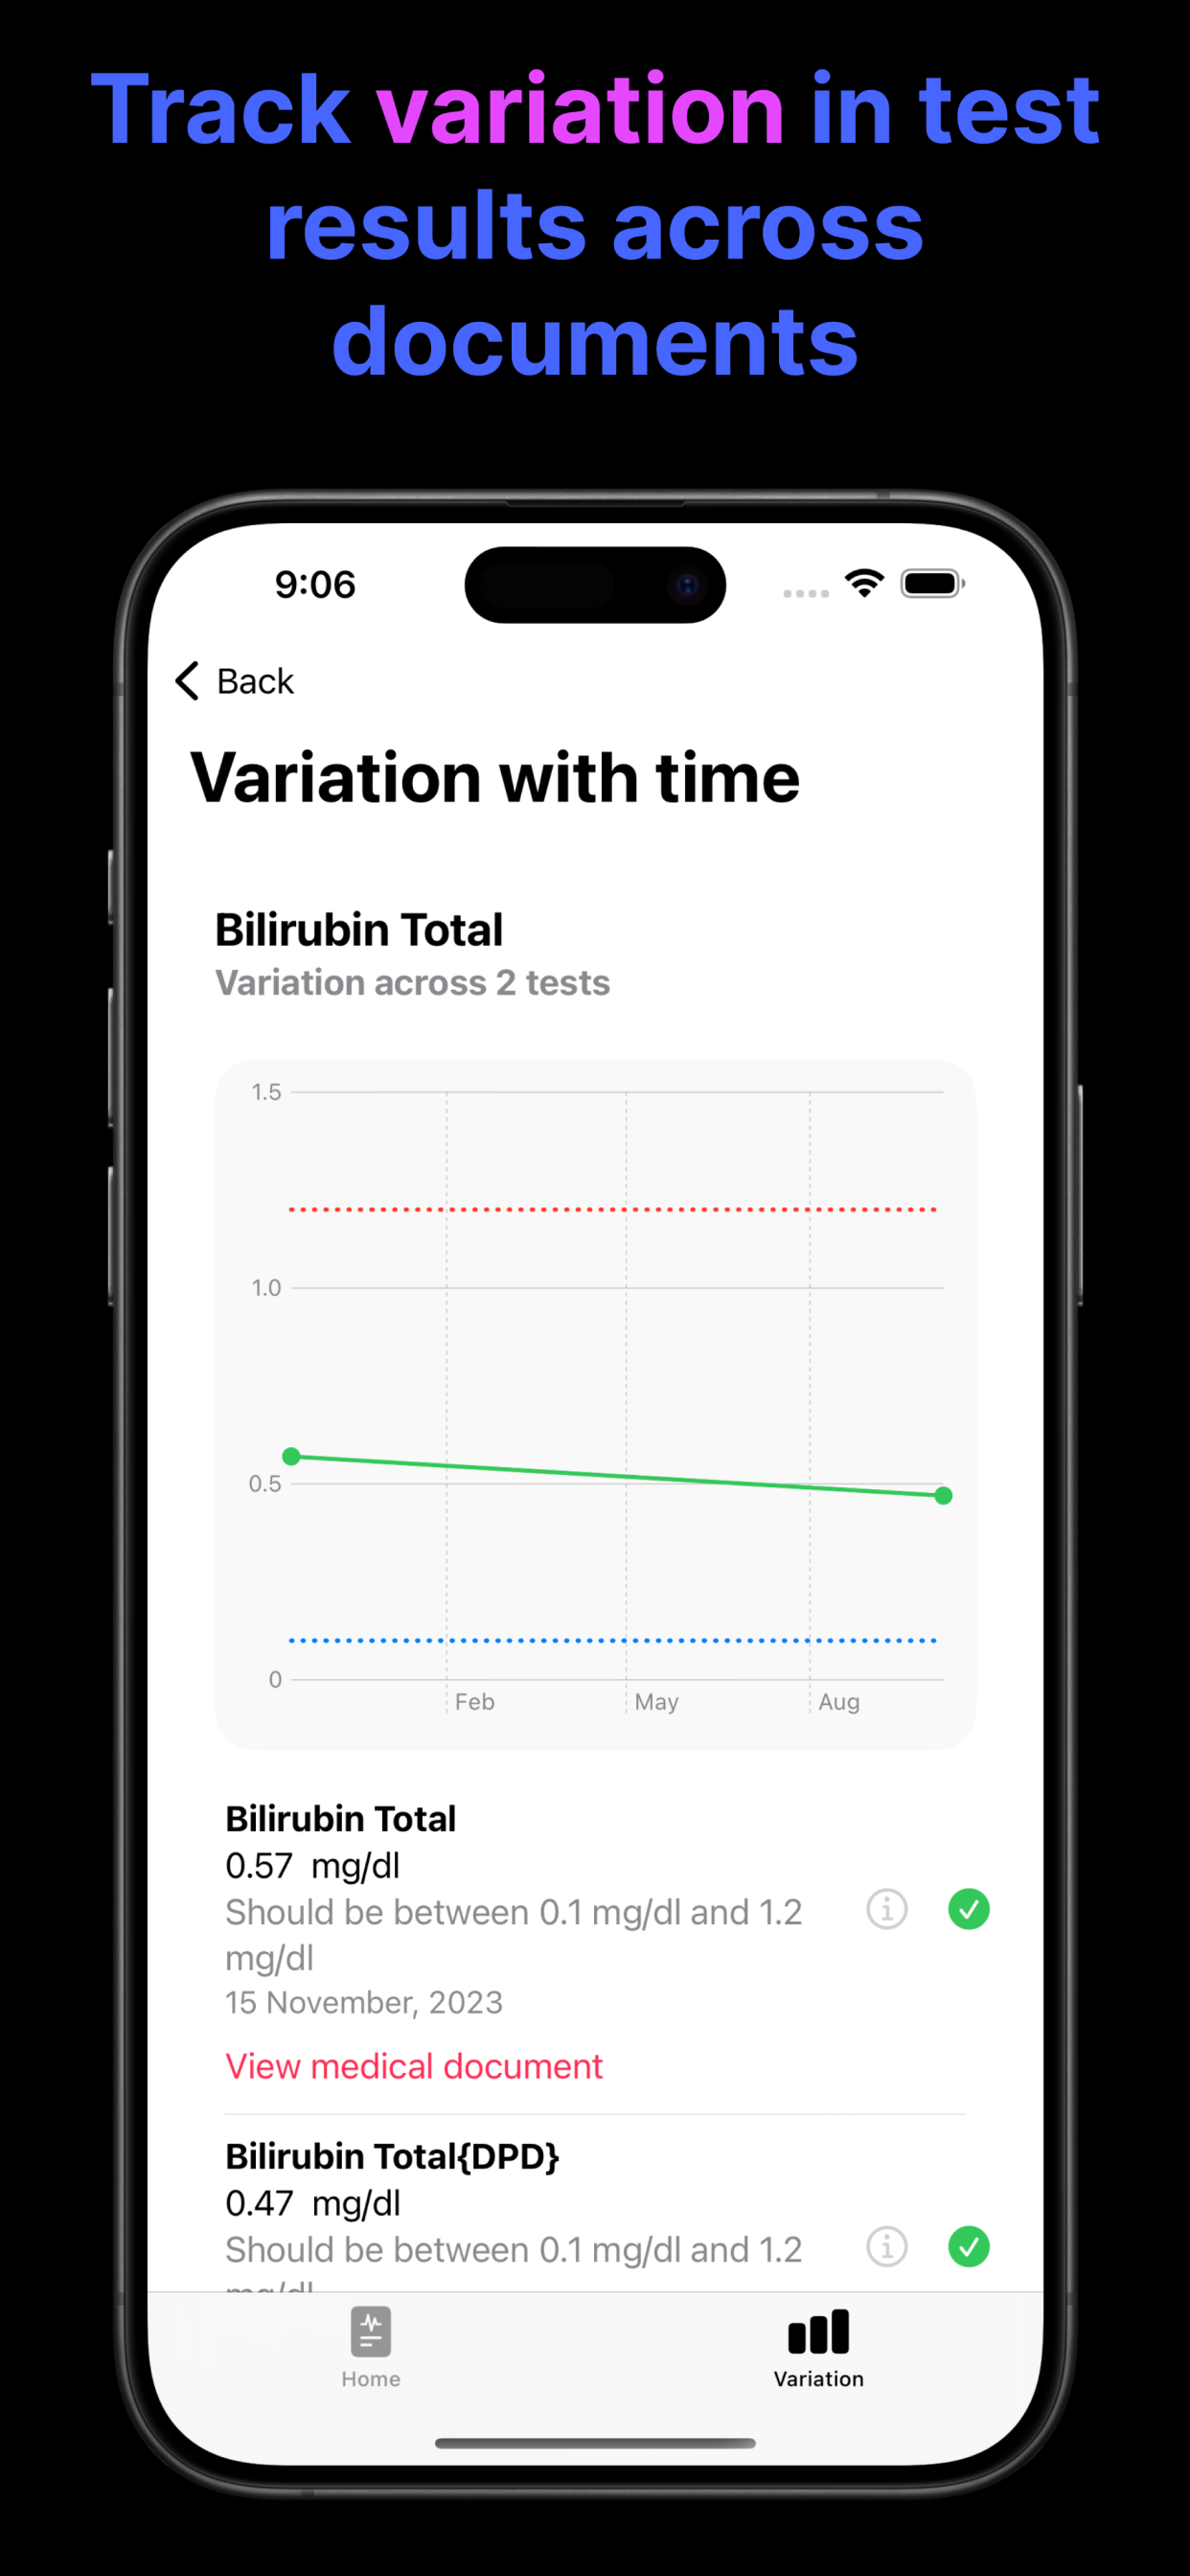 Track variation in test
results across
documents
9:06
Back
Variation with time
Bilirubin Total
Variation across 2 tests
1.5
1.0
0.5
0
Feb May Aug
Bilirubin Total
0.57 mg/dl
Should be between 0.1 mg/dl and 1.2
mg/dl
15 November, 2023
View medical document
Bilirubin Total{DPD}
0.47 mg/dl
Should be between 0.1 mg/dl and 1.2
Home Variation